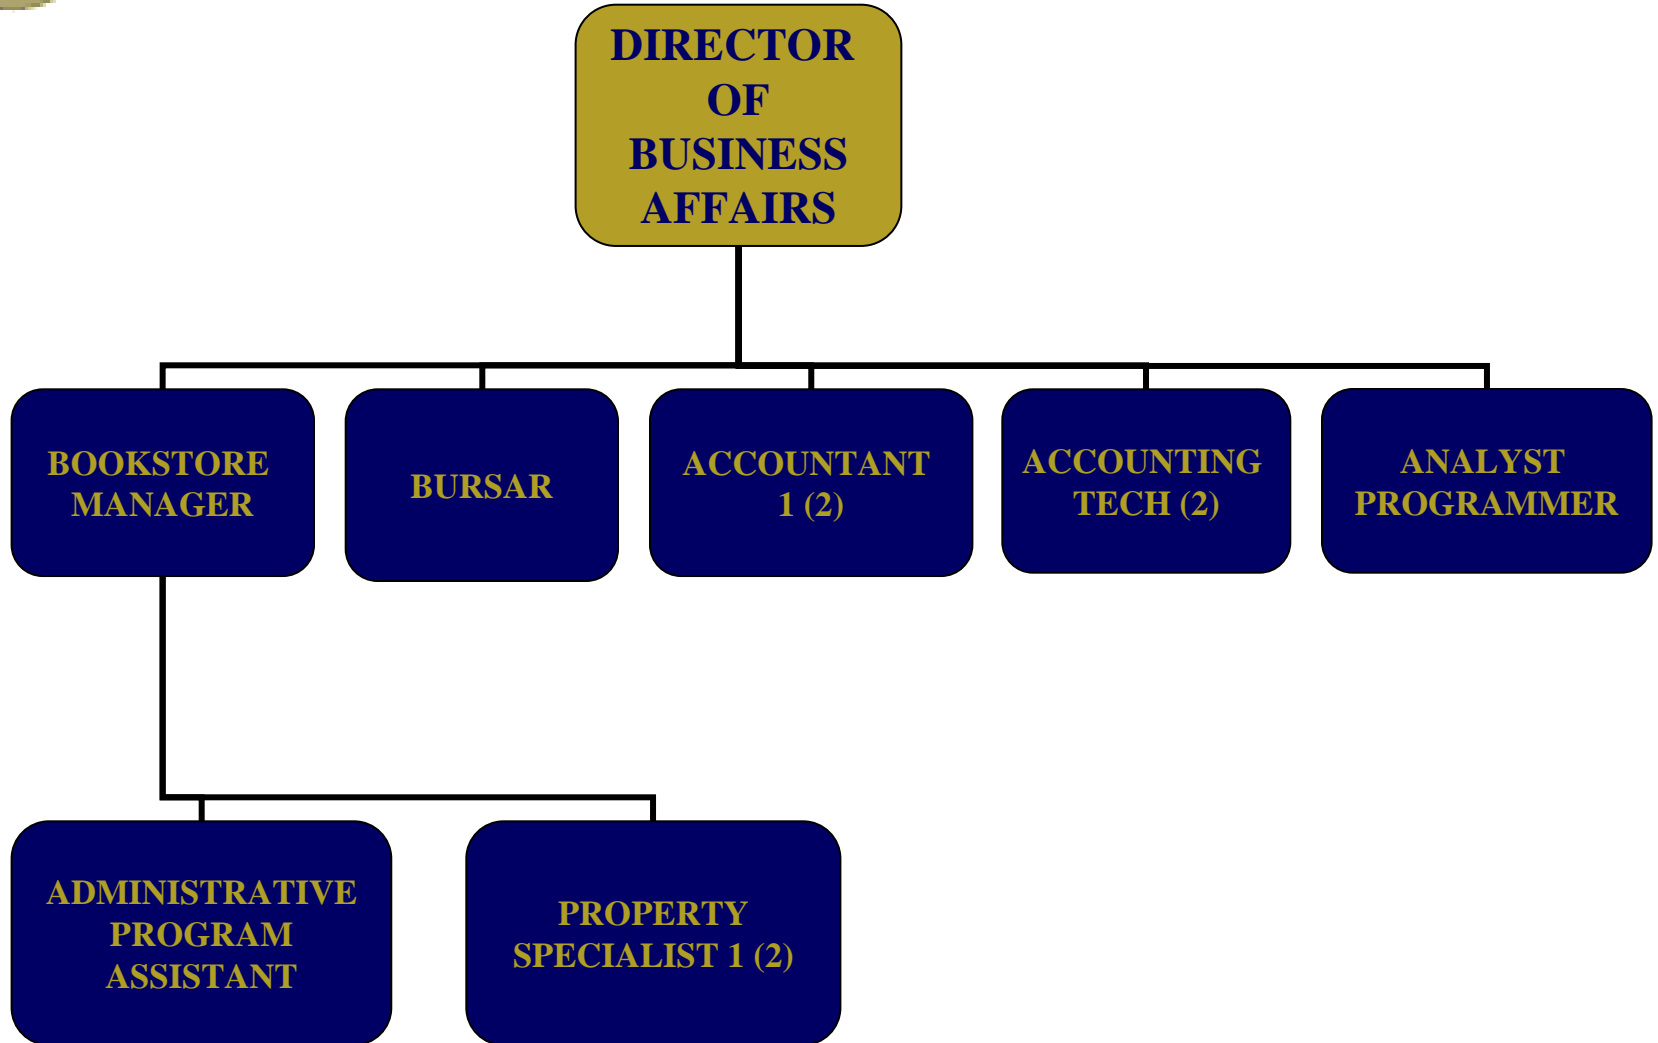 DIRECTOR
OF
BUSINESS
AFFAIRS
BOOKSTORE
MANAGER
BURSAR
ACCOUNTANT
1 (2)
ACCOUNTING
TECH (2)
ANALYST
PROGRAMMER
ADMINISTRATIVE
PROGRAM
ASSISTANT
PROPERTY
SPECIALIST 1 (2)